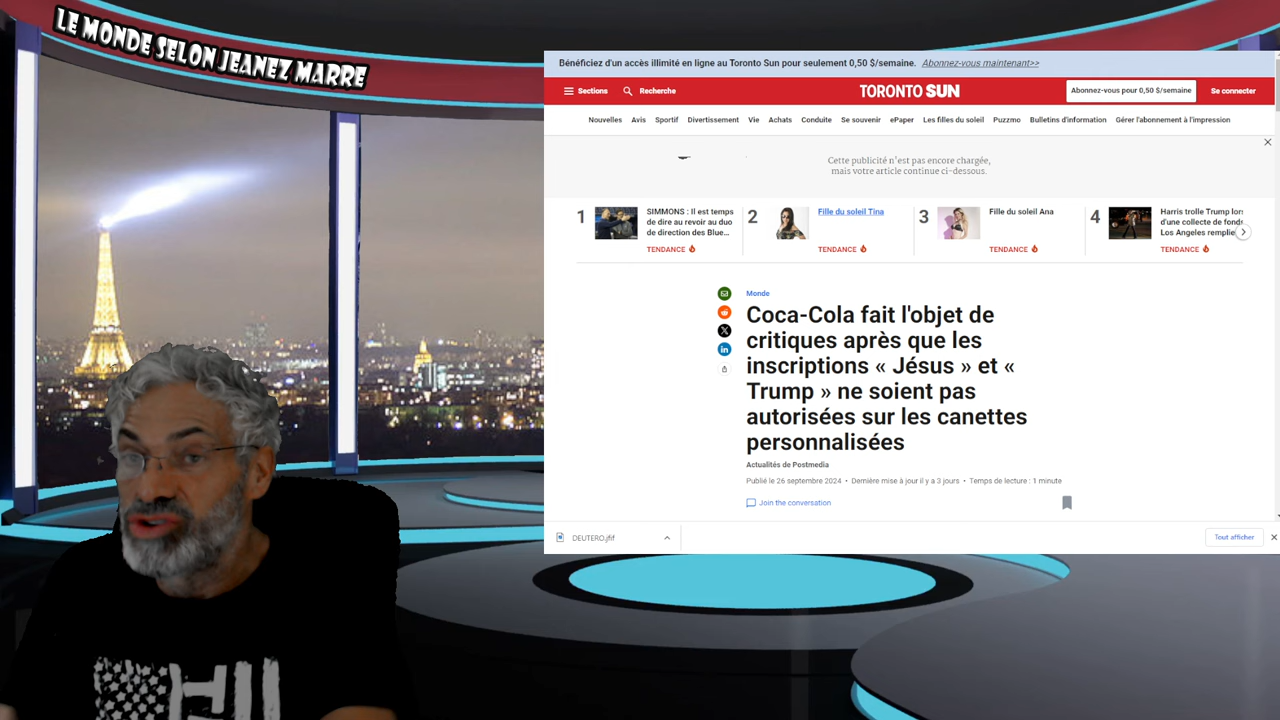 LE MONDE SELON JEANEZ MARRE
Bénéficiez d'un accès illimité en ligne au Toronto Sun pour seulement 0,50 $/semaine. Abonnez-vous maintenant>>
Sections
Recherche
TORONTO SUN
Abonnez-vous pour 0,50 $/semaine
Se connecter
Nouvelles Avis Sportif Divertissement Vie Achats Conduite Se souvenir ePaper Les filles du soleil Puzzmo Bulletins d'information Gérer l'abonnement à l'impression
Cette publicité n'est pas encore chargée,
mais votre article continue ci-dessous.
1
SIMMONS : Il est temps
de dire au revoir au duo
de direction des Blue...
TENDANCE
2
Fille du soleil Tina
TENDANCE
3
Fille du soleil Ana
TENDANCE
4
Harris trolle Trump lors
d'une collecte de fonds
Los Angeles remplie
TENDANCE
Monde
Coca-Cola fait l'objet de
critiques après que les
inscriptions « Jésus » et «
Trump » ne soient pas
autorisées sur les canettes
personnalisées
Actualités de Postmedia
Publié le 26 septembre 2024 • Dernière mise à jour il y a 3 jours • Temps de lecture : 1 minute
Join the conversation
DEUTERO.jfif
Tout afficher